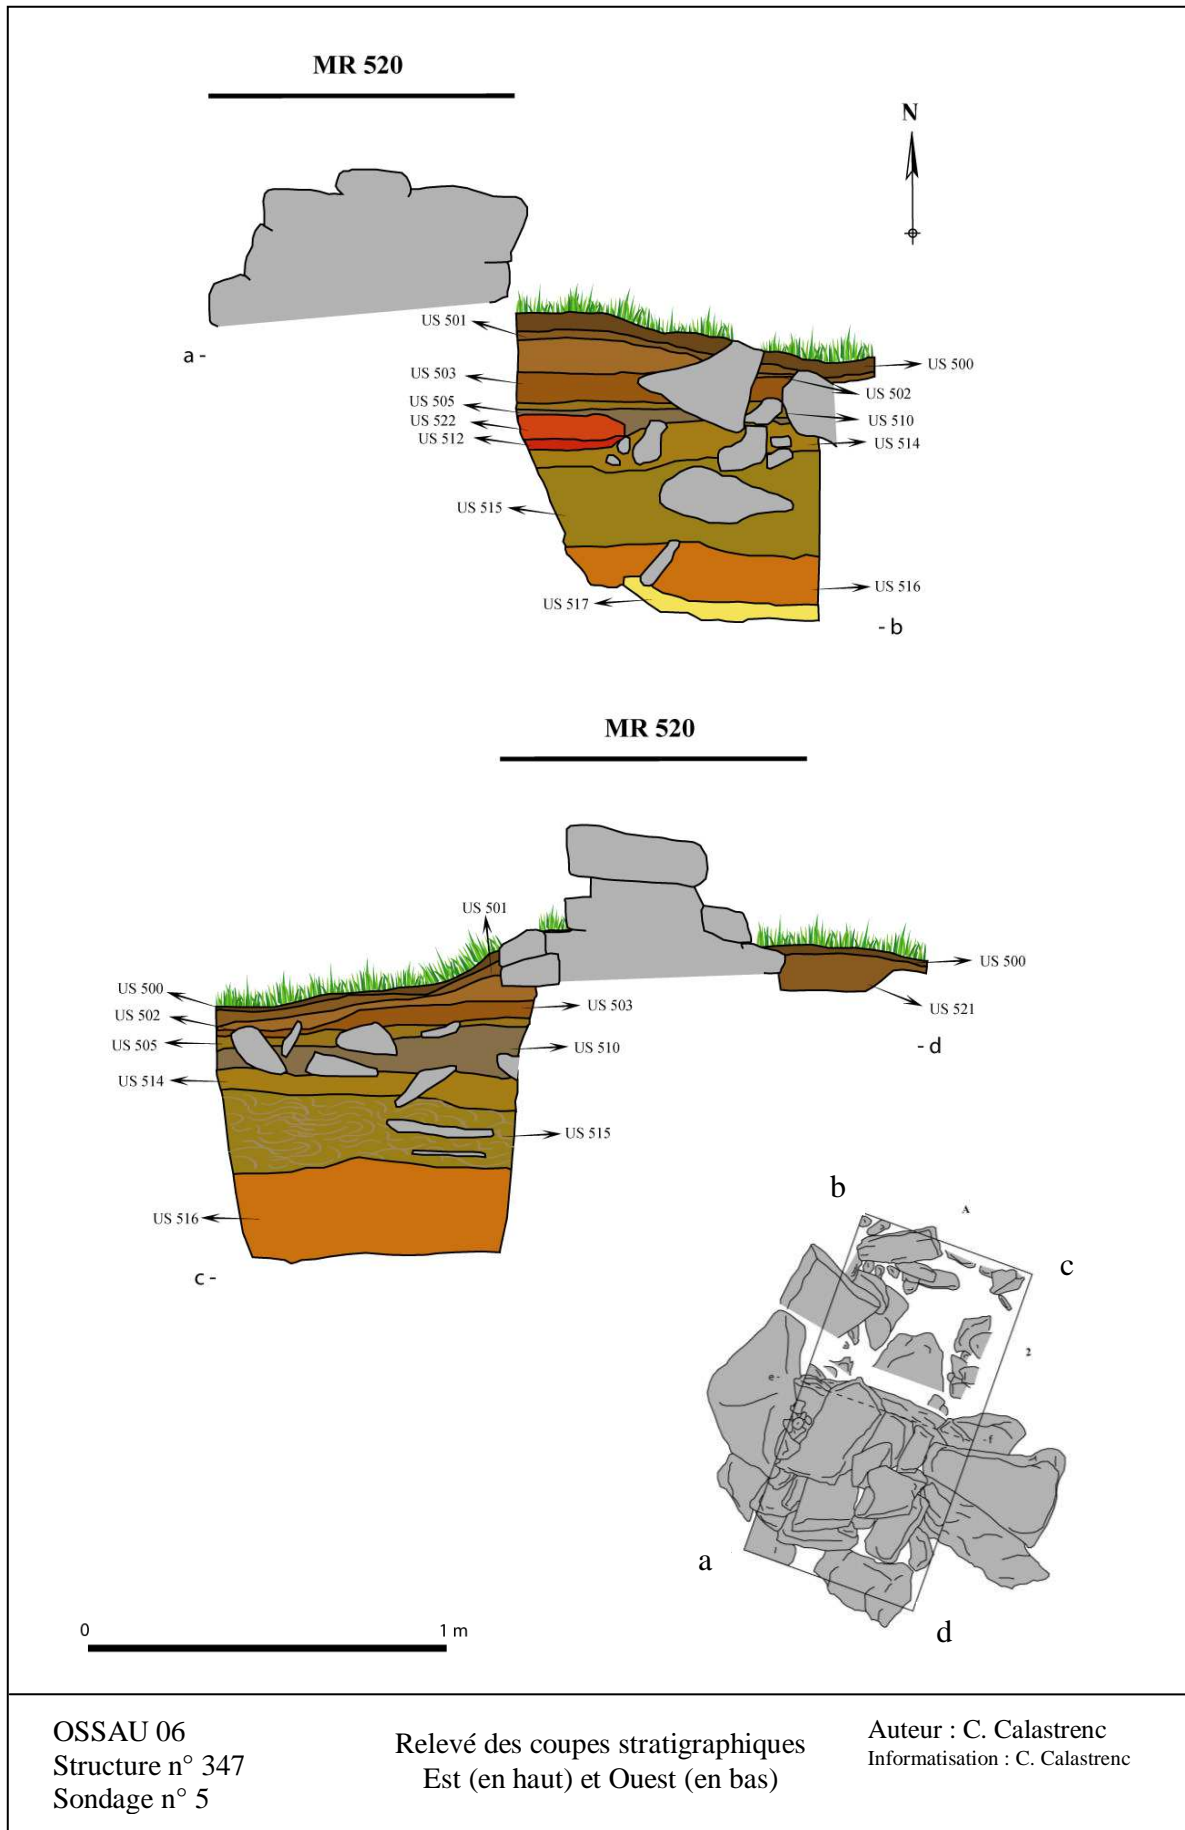 MR 520
N
US 501
a -
US 500
US 503
US 502
US 505
US 510
US 522
US 512
US 514
US 515
US 516
US 517
- b
MR 520
US 501
US 500
US 500
US 502
US 503
US 521
US 505
US 510
- d
US 514
US 515
US 516
c -
b
A
c
2
e -
- f
a
1
d
0
1 m
OSSAU 06
Structure n° 347
Sondage n° 5
Relevé des coupes stratigraphiques
Est (en haut) et Ouest (en bas)
Auteur : C. Calastrenc
Informatisation : C. Calastrenc